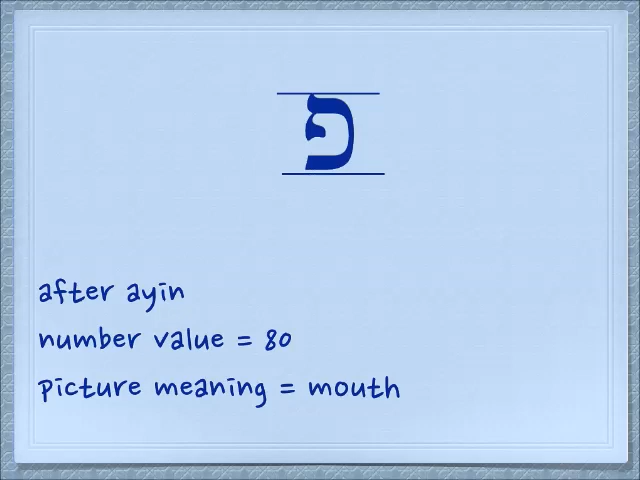 פ
after ayin
number value = 80
picture meaning = mouth